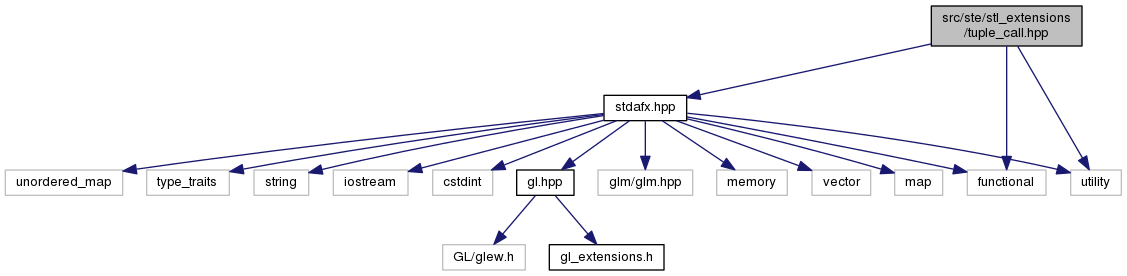 src/ste/stl_extensions
/tuple_call.hpp
stdafx.hpp
unordered_map
type_traits
string
iostream
cstdint
gl.hpp
glm/glm.hpp
memory
vector
map
functional
utility
GL/glew.h
gl_extensions.h